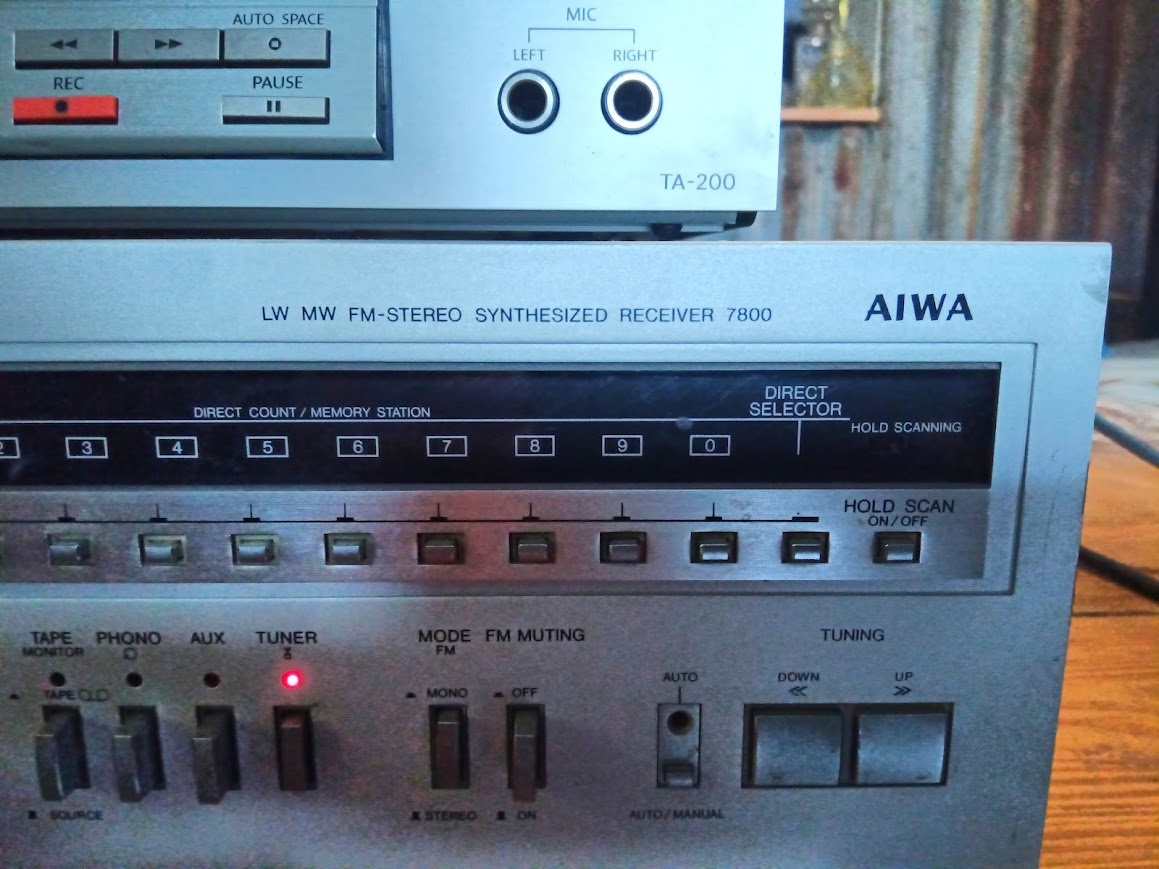 AUTO SPACE
REC
PAUSE
MIC
LEFT RIGHT
TA-200
LW MW FM-STEREO SYNTHESIZED RECEIVER 7800
AIWA
DIRECT COUNT / MEMORY STATION
DIRECT
SELECTOR
HOLD SCANNING
2 3 4 5 6 7 8 9 0
HOLD SCAN
ON/OFF
TAPE
MONITOR
PHONO
AUX
TUNER
MODE
FM
FM MUTING
TUNING
TAPE
MONO
OFF
AUTO
DOWN
UP
SOURCE
STEREO
ON
AUTO/MANUAL